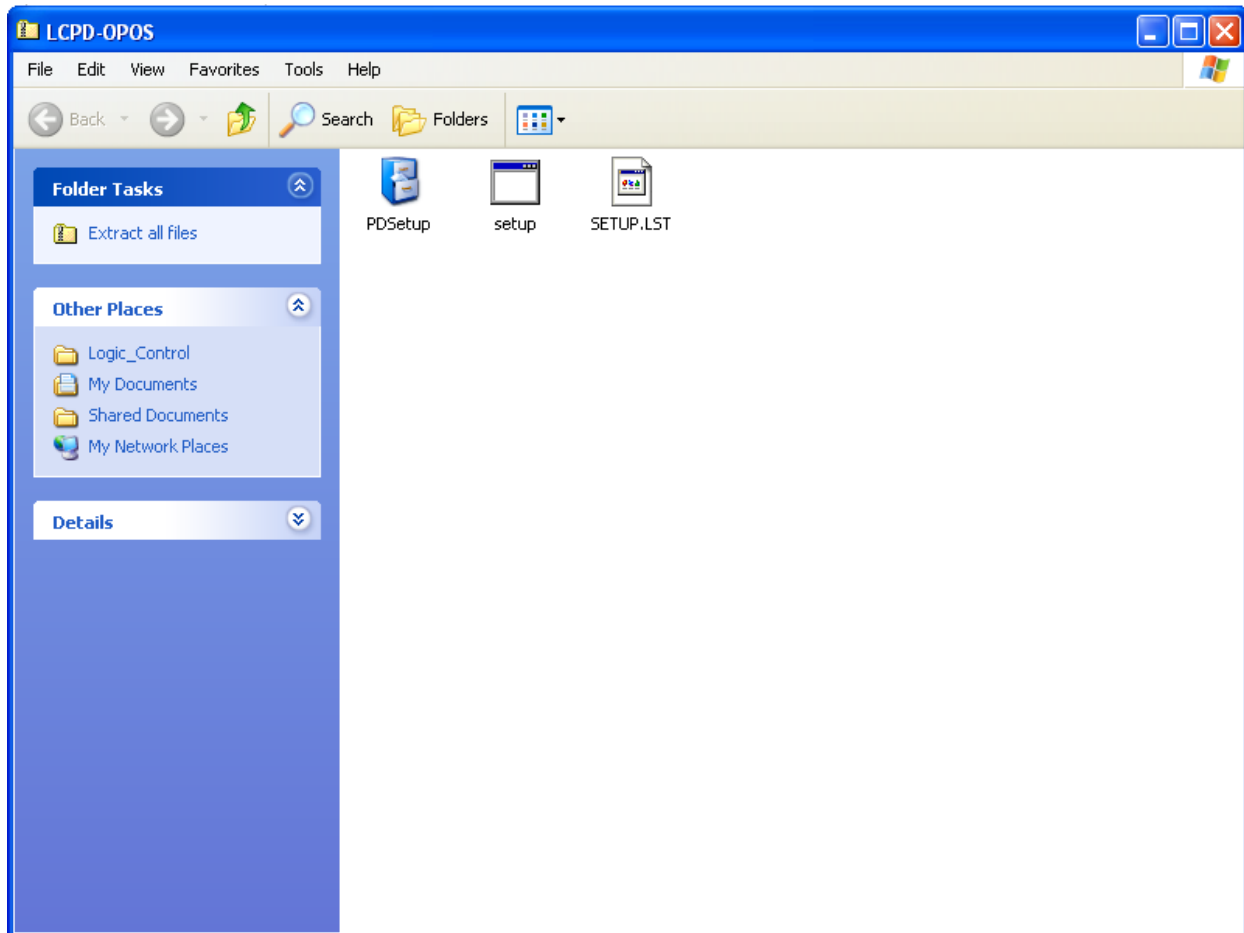 LCPD-OPOS
File Edit View Favorites Tools Help
Back Search Folders
Folder Tasks
Extract all files
Other Places
Logic_Control
My Documents
Shared Documents
My Network Places
Details
PDSetup setup SETUP.LST